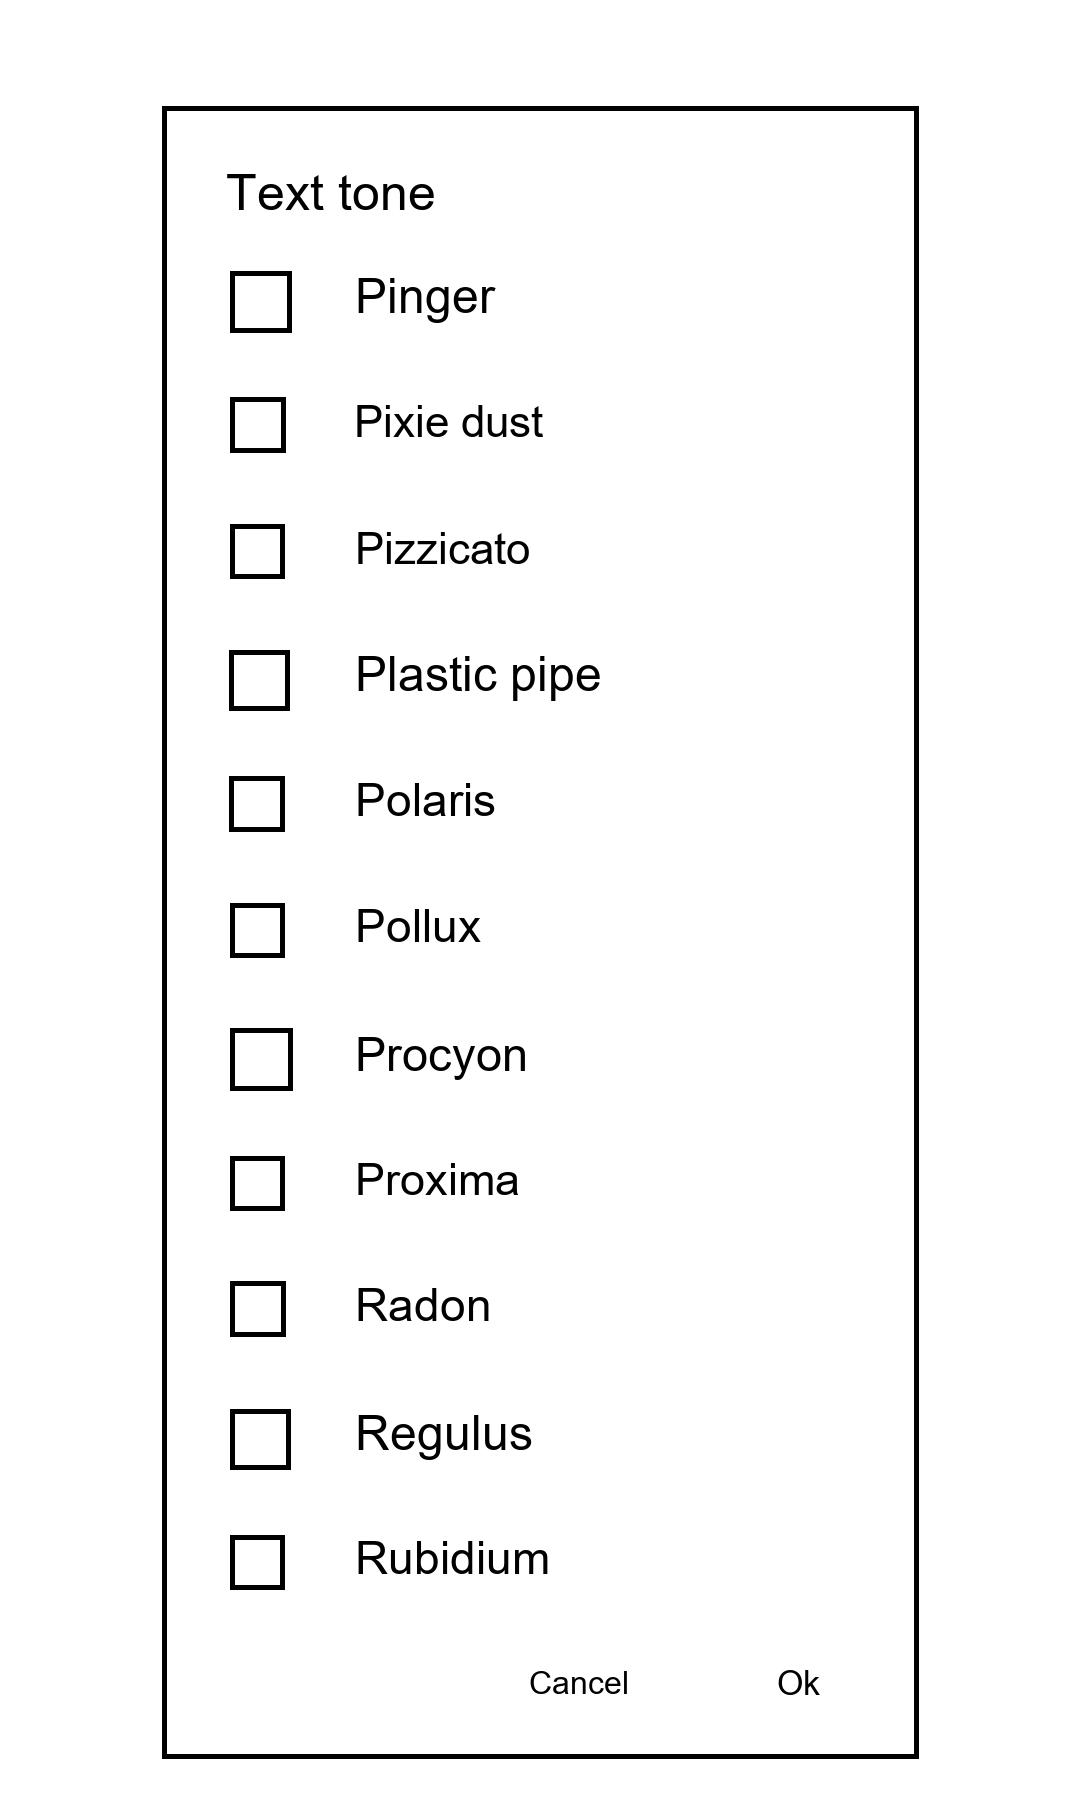 Text tone
Pinger
Pixie dust
Pizzicato
Plastic pipe
Polaris
Pollux
Procyon
Proxima
Radon
Regulus
Rubidium
Cancel Ok